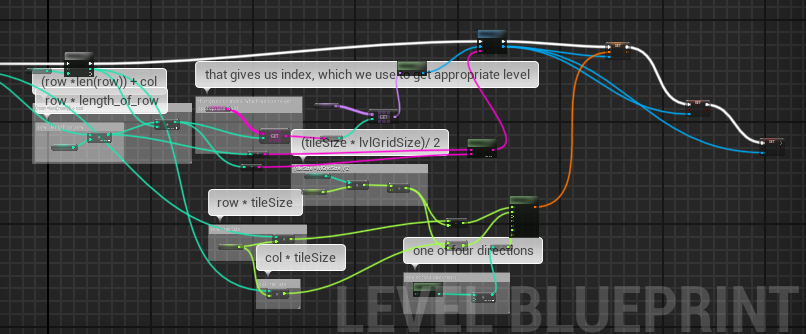 that gives us index, which we use to get appropriate level
(row *len(row)) + col
row * length_of_row
(tileSize * lvlGridSize)/ 2
row * tileSize
col * tileSize
one of four directions
LEVEL BLUEPRINT